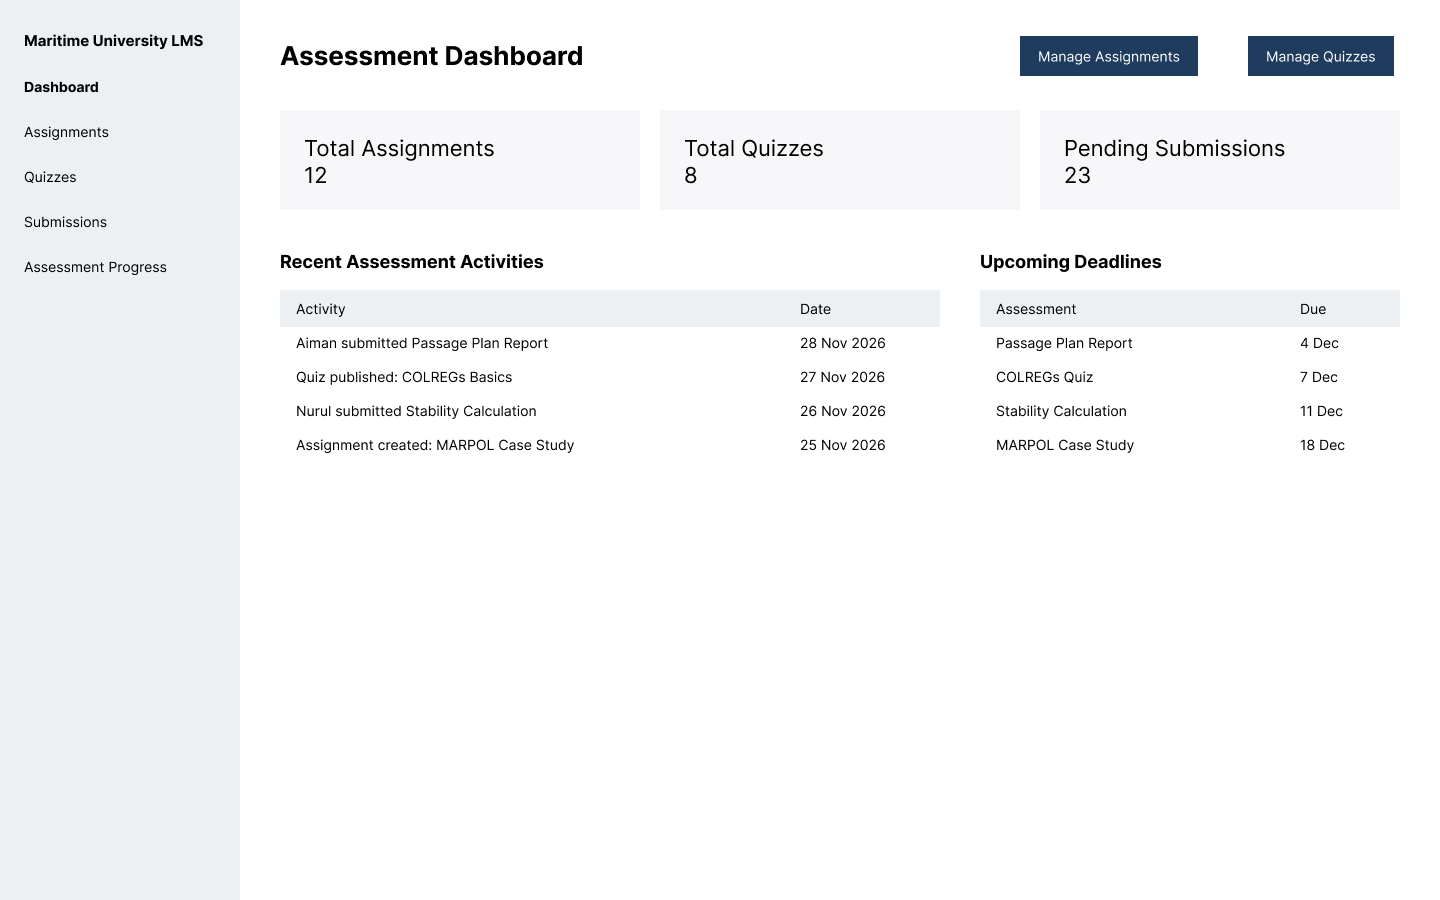 Maritime University LMS
Dashboard
Assignments
Quizzes
Submissions
Assessment Progress
Assessment Dashboard
Manage Assignments
Manage Quizzes
Total Assignments
12
Total Quizzes
8
Pending Submissions
23
Recent Assessment Activities
Activity Date
Aiman submitted Passage Plan Report 28 Nov 2026
Quiz published: COLREGs Basics 27 Nov 2026
Nurul submitted Stability Calculation 26 Nov 2026
Assignment created: MARPOL Case Study 25 Nov 2026
Upcoming Deadlines
Assessment Due
Passage Plan Report 4 Dec
COLREGs Quiz 7 Dec
Stability Calculation 11 Dec
MARPOL Case Study 18 Dec